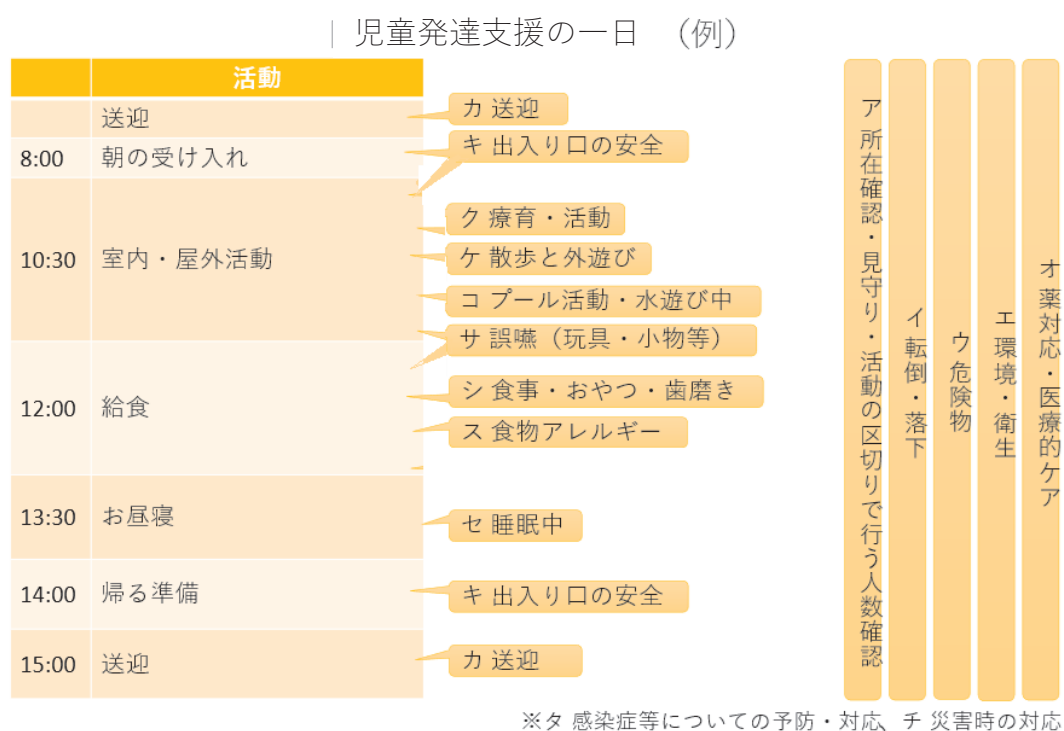 児童発達支援の一日 （例）
活動
送迎
8:00 朝の受け入れ
10:30 室内・屋外活動
12:00 給食
13:30 お昼寝
14:00 帰る準備
15:00 送迎
カ 送迎
キ 出入り口の安全
ク 療育・活動
ケ 散歩と外遊び
コ プール活動・水遊び中
サ 誤嚥（玩具・小物等）
シ 食事・おやつ・歯磨き
ス 食物アレルギー
セ 睡眠中
キ 出入り口の安全
カ 送迎
ア 所在確認・見守り・活動の区切りで行う人数確認
イ 転倒・落下
ウ 危険物
エ 環境・衛生
オ 薬対応・医療的ケア
※タ 感染症等についての予防・対応、チ 災害時の対応